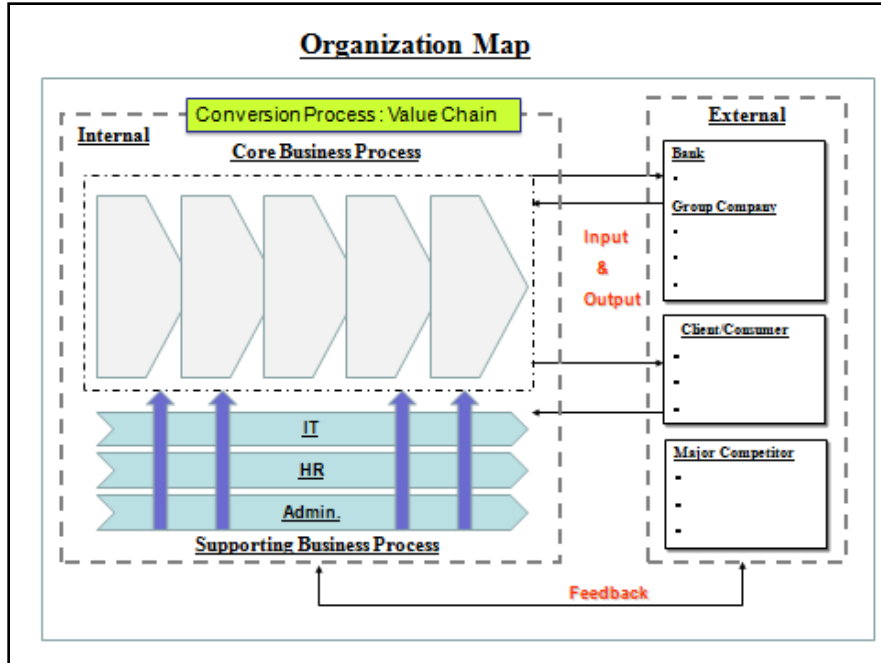 Organization Map
Conversion Process : Value Chain
Internal
Core Business Process
IT
HR
Admin.
Supporting Business Process
Input
&
Output
Feedback
External
Bank
Group Company
Client/Consumer
Major Competitor